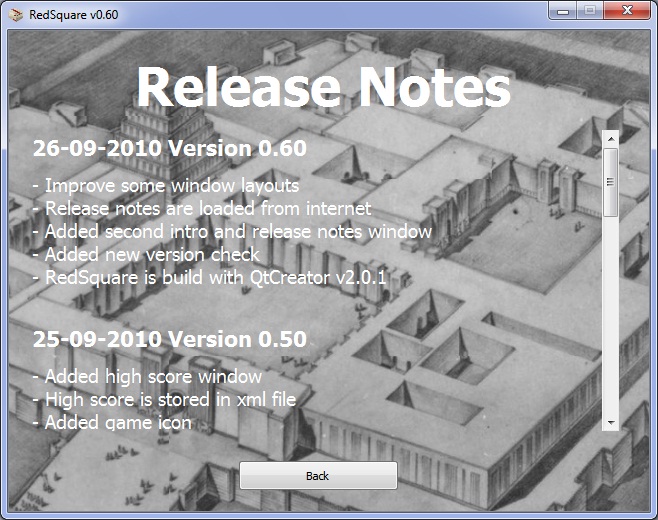 RedSquare v0.60
Release Notes
26-09-2010 Version 0.60
- Improve some window layouts
- Release notes are loaded from internet
- Added second intro and release notes window
- Added new version check
- RedSquare is build with QtCreator v2.0.1
25-09-2010 Version 0.50
- Added high score window
- High score is stored in xml file
- Added game icon
Back